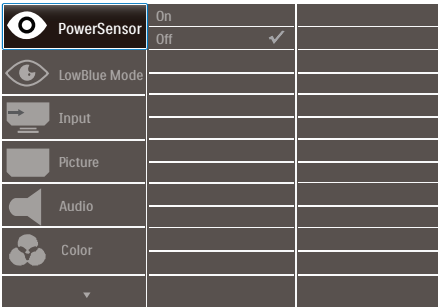 PowerSensor
On
Off
LowBlue Mode
Input
Picture
Audio
Color